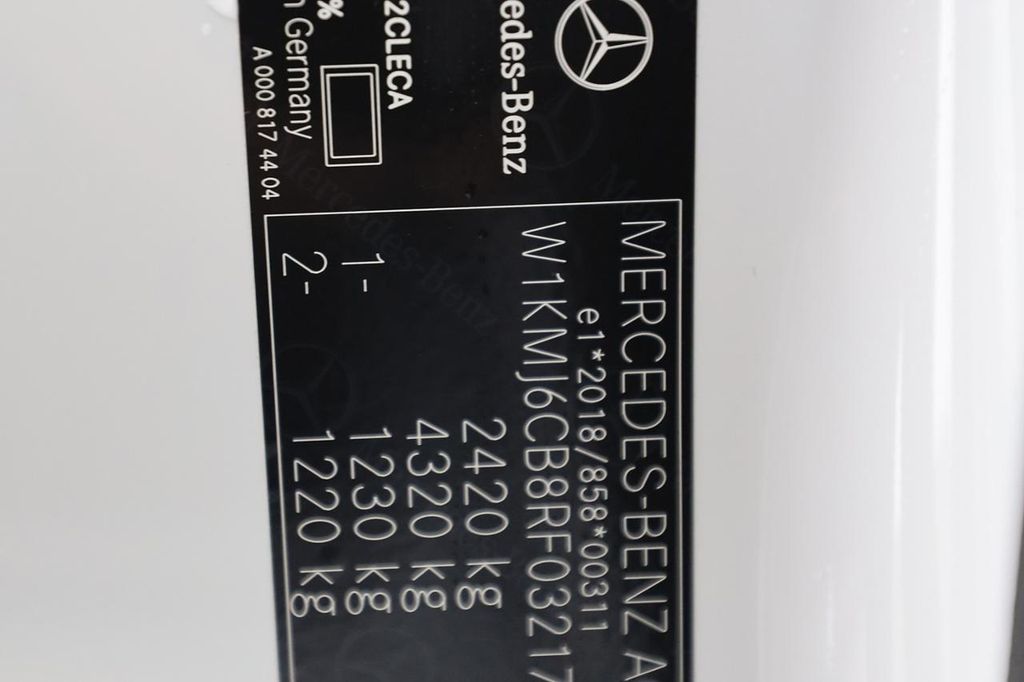 edes-Benz
2CLECA
%
n Germany
A 000 817 44 04
MERCEDES-BENZ A
e1*2018/858*00311
W1KMJ6CB8RF03217
2420 kg
4320 kg
1- 1230 kg
2- 1220 kg